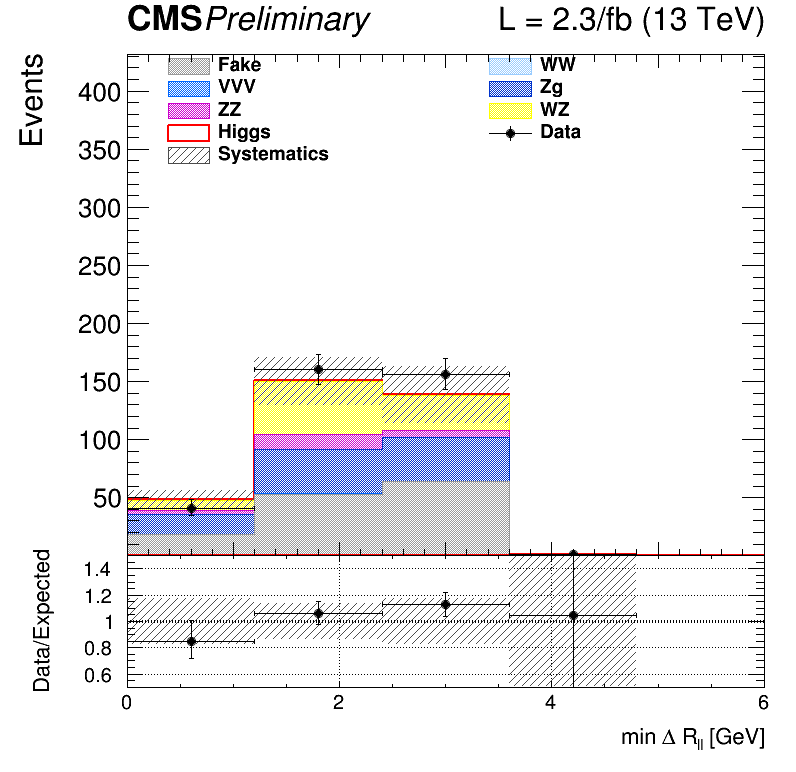 CMS Preliminary L = 2.3/fb (13 TeV)
Events
Fake WW
VVV Zg
ZZ WZ
Higgs Data
Systematics
400
350
300
250
200
150
100
50
Data/Expected
1.4
1.2
1
0.8
0.6
0 2 4 6
min Δ R_ll [GeV]